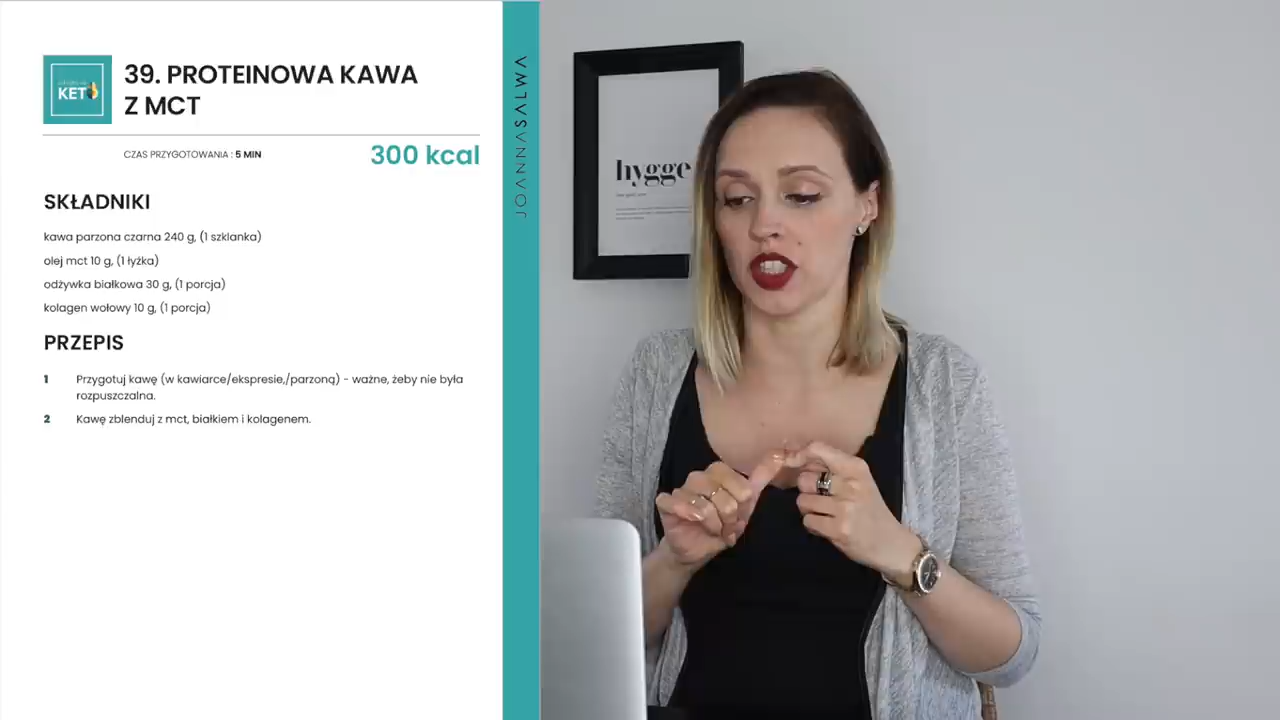 KET
39. PROTEINOWA KAWA
Z MCT
CZAS PRZYGOTOWANIA : 5 MIN
300 kcal
SKŁADNIKI
kawa parzona czarna 240 g, (1 szklanka)
olej mct 10 g, (1 łyżka)
odżywka białkowa 30 g, (1 porcja)
kolagen wołowy 10 g, (1 porcja)
PRZEPIS
1 Przygotuj kawę (w kawiarce/ekspresie,/parzoną) - ważne, żeby nie była
rozpuszczalna.
2 Kawę zblenduj z mct, białkiem i kolagenem.
JOANNASALWA
hygge